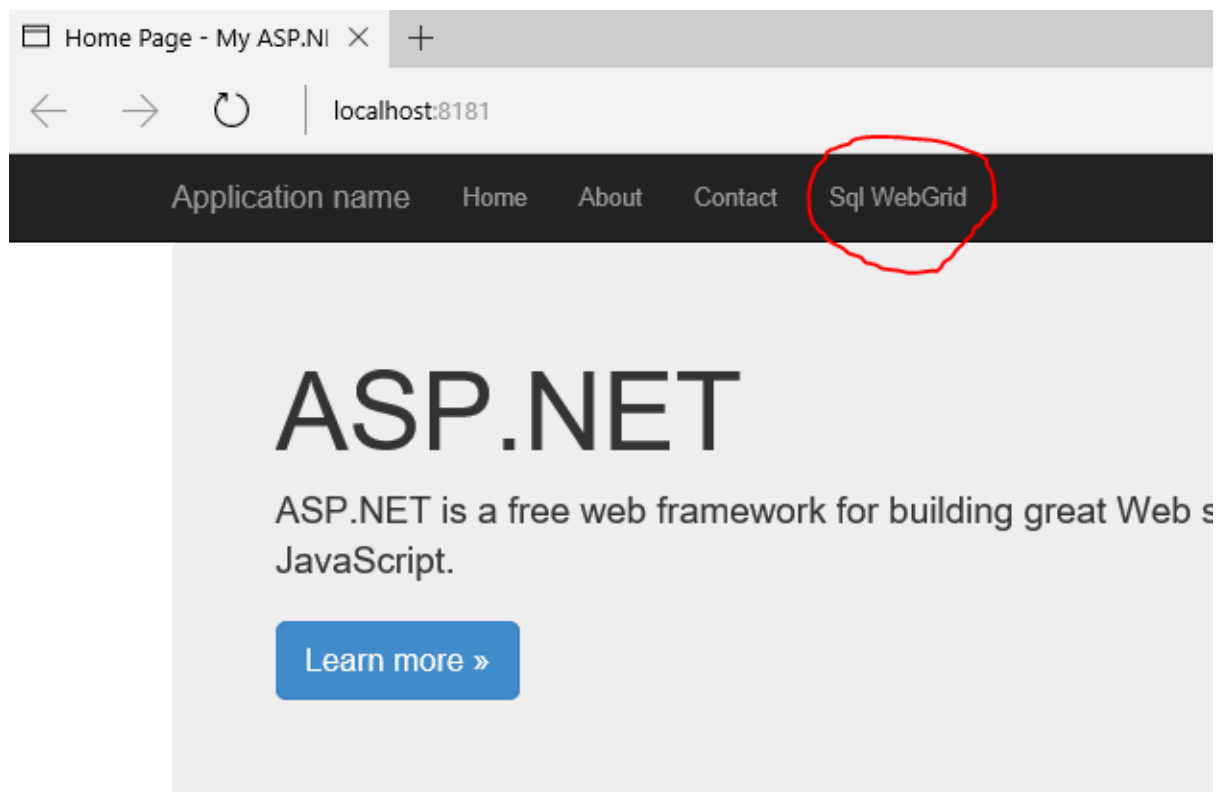 Home Page - My ASP.NI
localhost:8181
Application name Home About Contact Sql WebGrid
ASP.NET
ASP.NET is a free web framework for building great Web s
JavaScript.
Learn more »